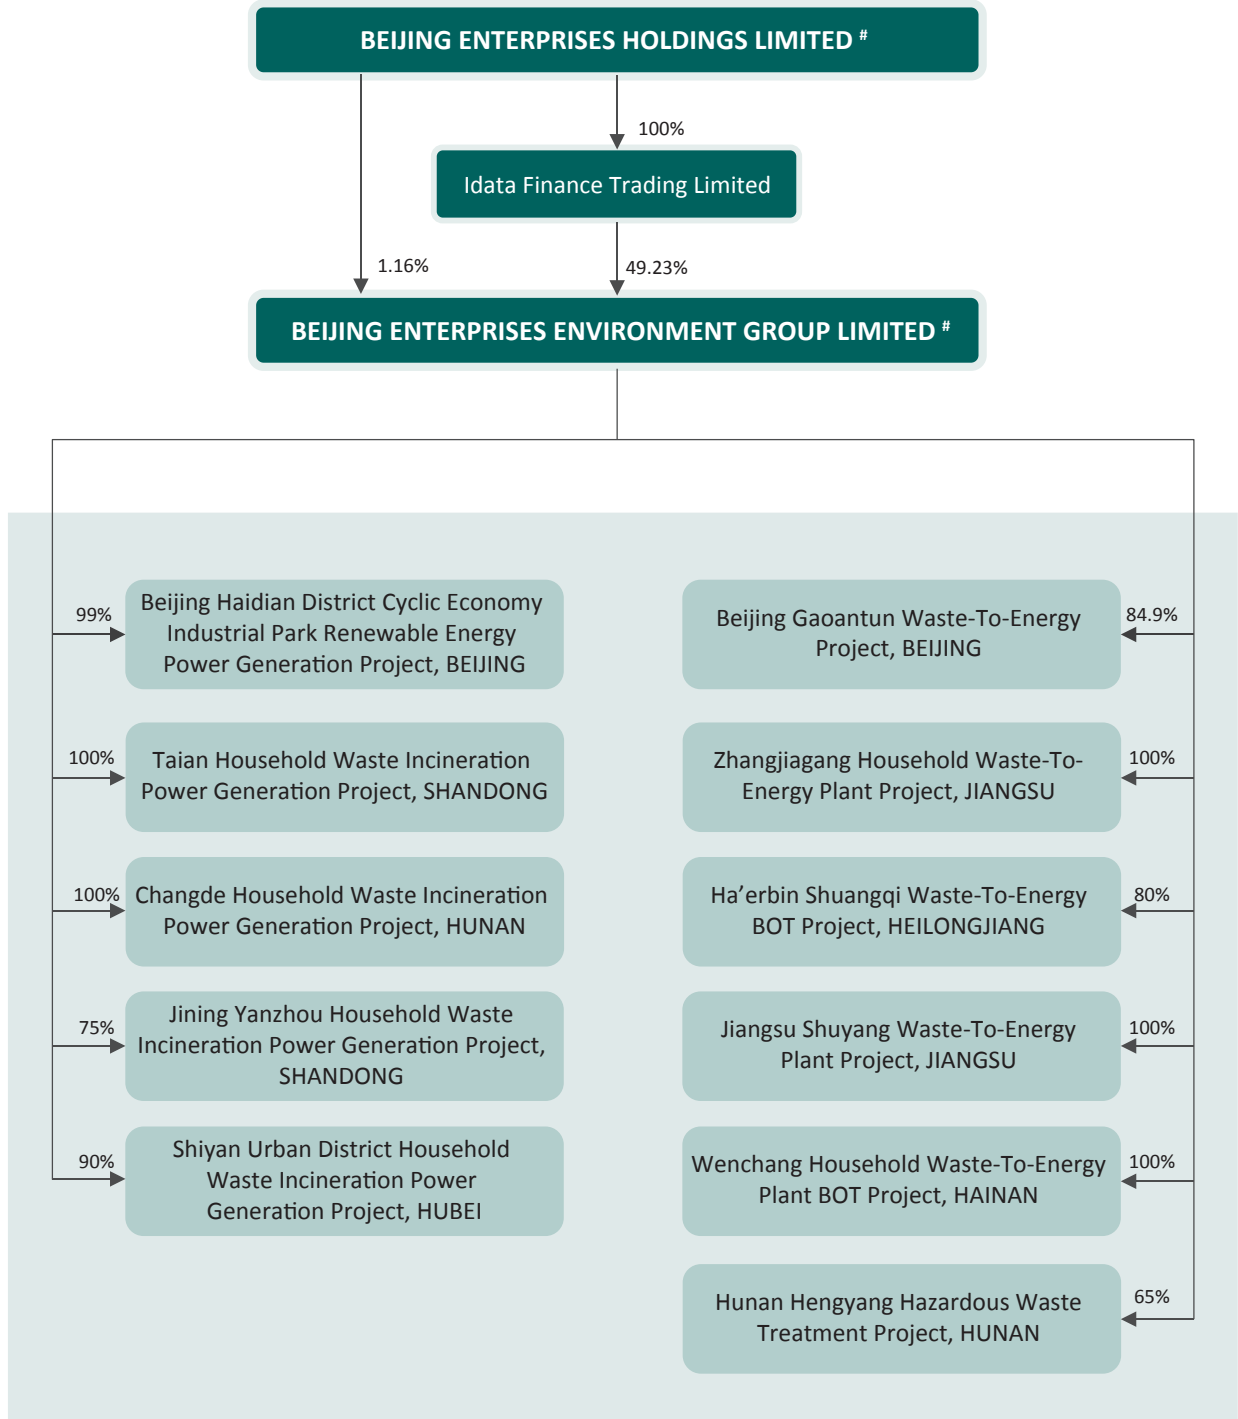 BEIJING ENTERPRISES HOLDINGS LIMITED #
100%
Idata Finance Trading Limited
1.16%
49.23%
BEIJING ENTERPRISES ENVIRONMENT GROUP LIMITED #
99%
Beijing Haidian District Cyclic Economy
Industrial Park Renewable Energy
Power Generation Project, BEIJING
100%
Taian Household Waste Incineration
Power Generation Project, SHANDONG
100%
Changde Household Waste Incineration
Power Generation Project, HUNAN
75%
Jining Yanzhou Household Waste
Incineration Power Generation Project,
SHANDONG
90%
Shiyan Urban District Household
Waste Incineration Power
Generation Project, HUBEI
Beijing Gaoantun Waste-To-Energy
Project, BEIJING
84.9%
Zhangjiagang Household Waste-To-
Energy Plant Project, JIANGSU
100%
Ha’erbin Shuangqi Waste-To-Energy
BOT Project, HEILONGJIANG
80%
Jiangsu Shuyang Waste-To-Energy
Plant Project, JIANGSU
100%
Wenchang Household Waste-To-Energy
Plant BOT Project, HAINAN
100%
Hunan Hengyang Hazardous Waste
Treatment Project, HUNAN
65%